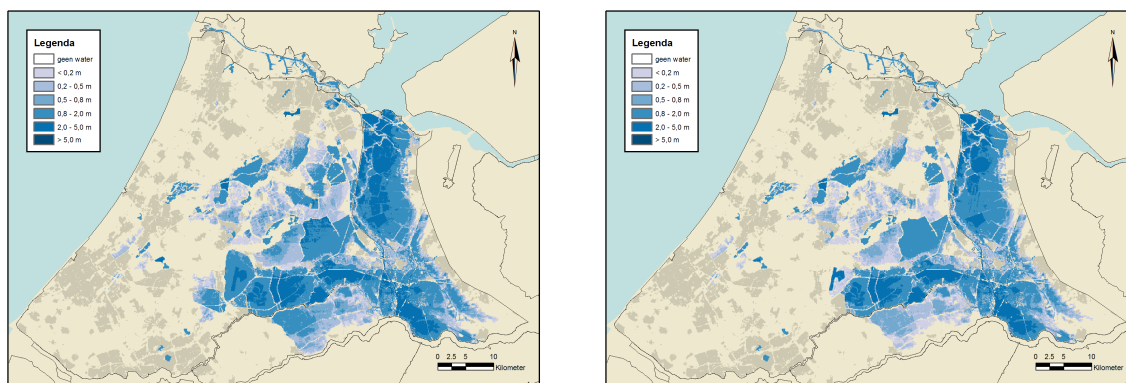 Legenda
geen water
< 0,2 m
0,2 - 0,5 m
0,5 - 0,8 m
0,8 - 2,0 m
2,0 - 5,0 m
> 5,0 m
N
0 2.5 5 10
Kilometer
Legenda
geen water
< 0,2 m
0,2 - 0,5 m
0,5 - 0,8 m
0,8 - 2,0 m
2,0 - 5,0 m
> 5,0 m
N
0 2.5 5 10
Kilometer